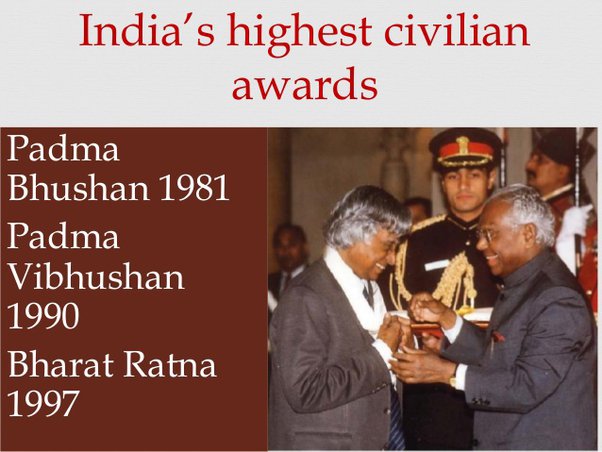 India’s highest civilian
awards
Padma
Bhushan 1981
Padma
Vibhushan
1990
Bharat Ratna
1997